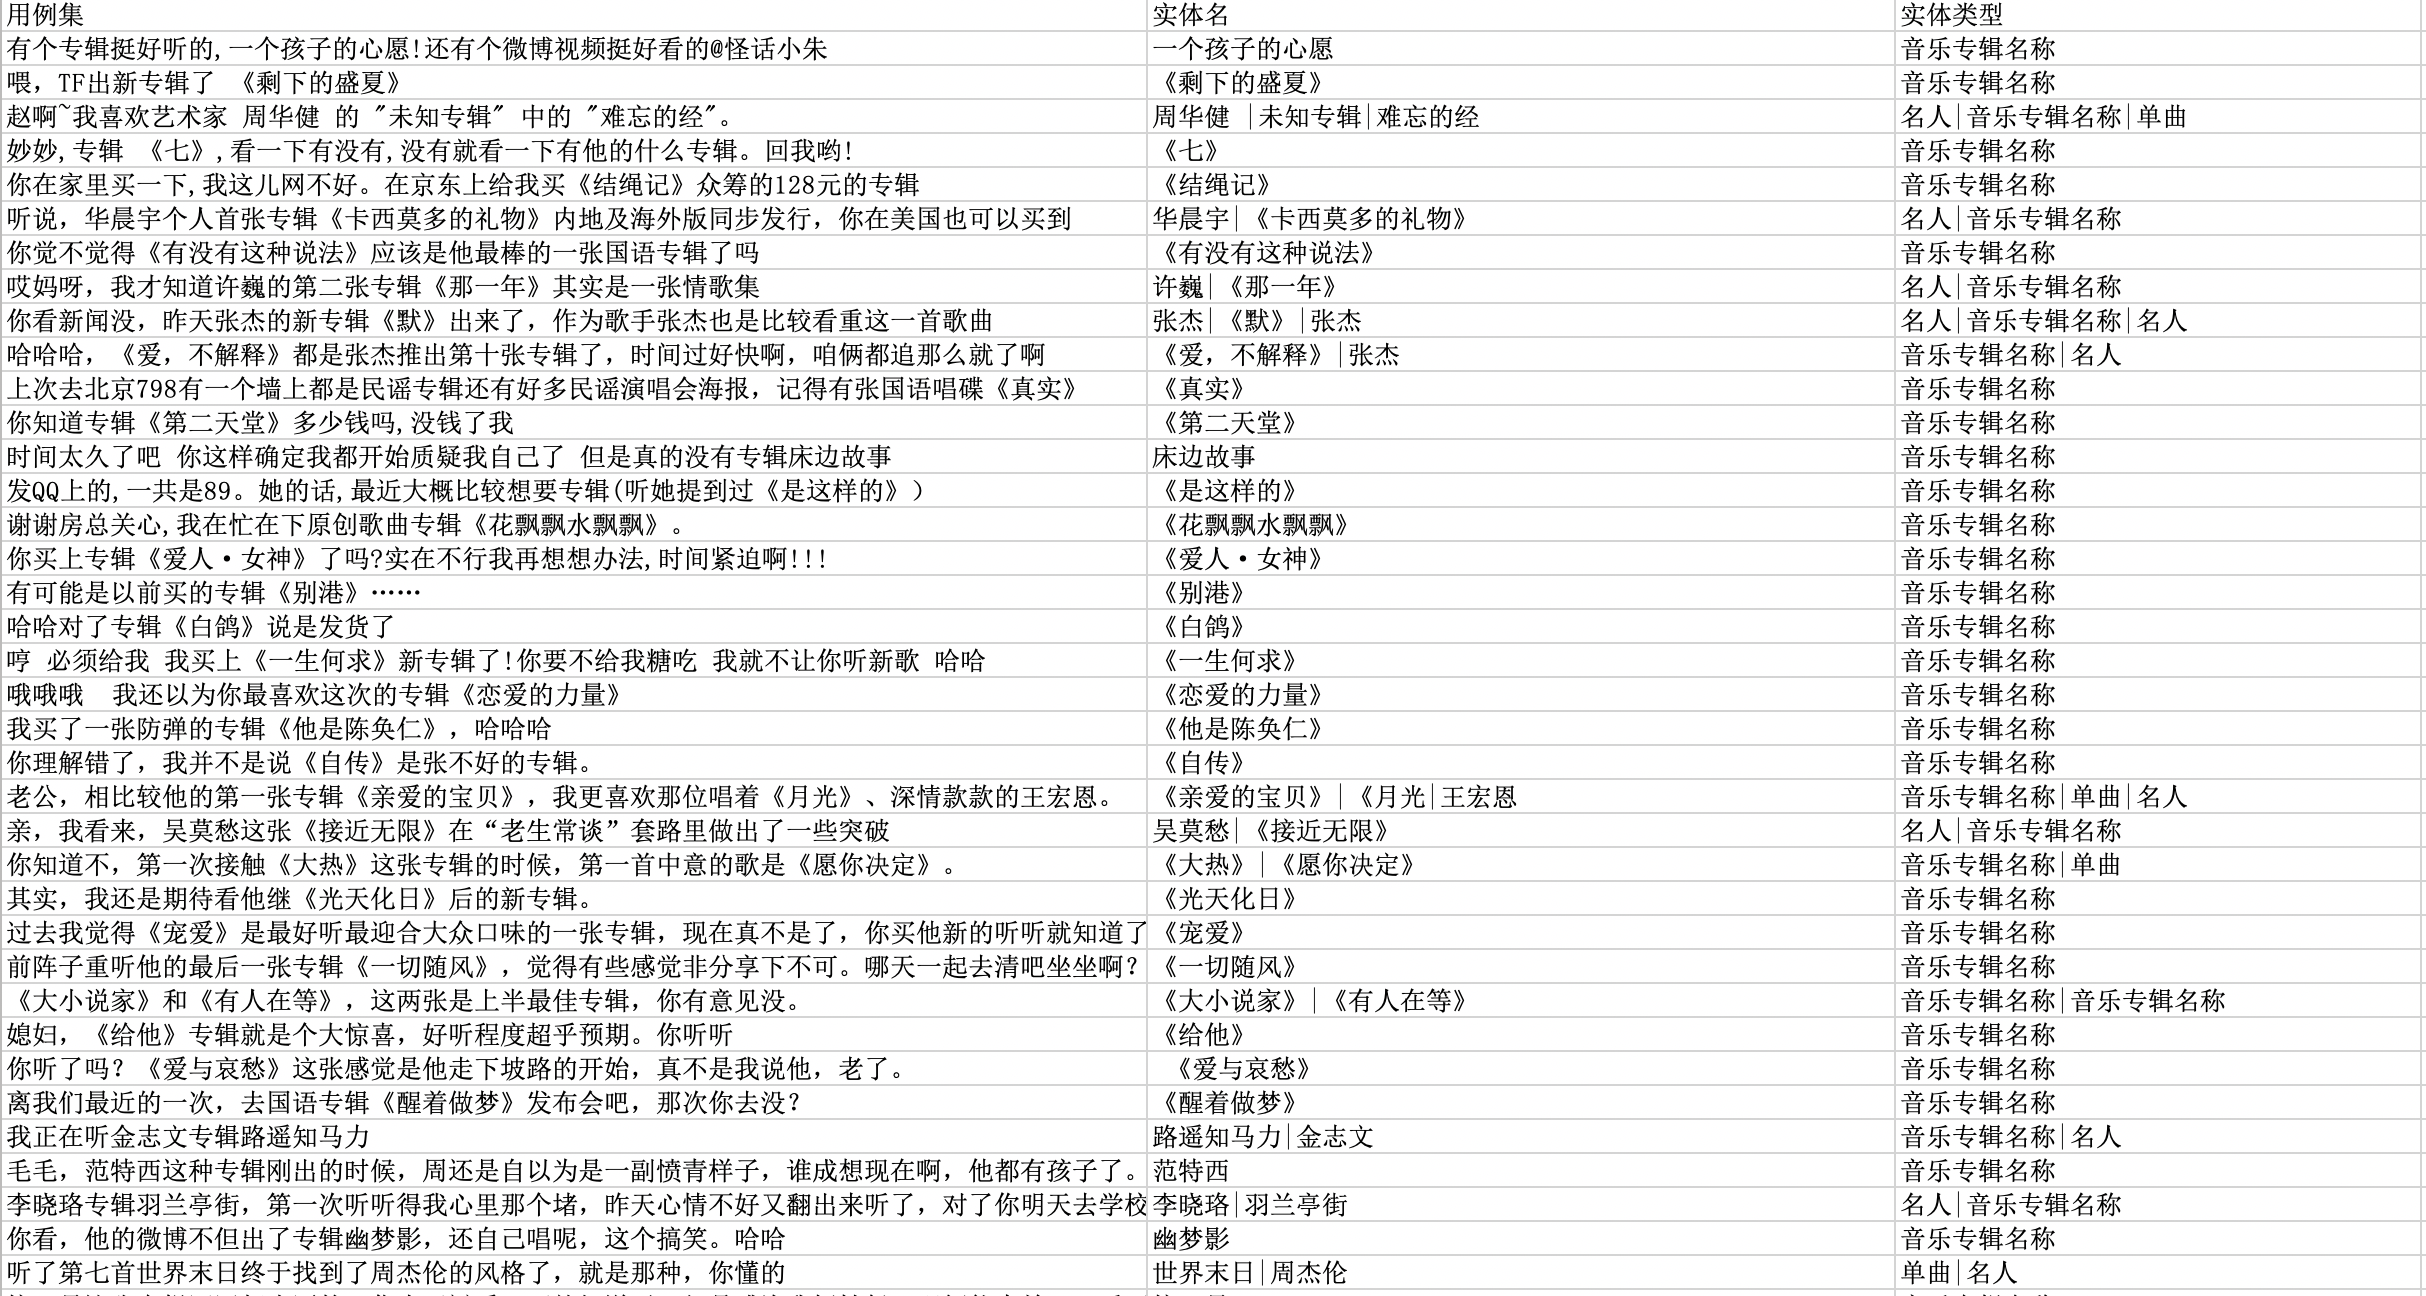 用例集 实体名 实体类型
有个专辑挺好听的,一个孩子的心愿!还有个微博视频挺好看的@怪话小朱 一个孩子的心愿 音乐专辑名称
喂，TF出新专辑了 《剩下的盛夏》 《剩下的盛夏》 音乐专辑名称
赵啊~我喜欢艺术家 周华健 的 "未知专辑" 中的 "难忘的经"。 周华健 |未知专辑|难忘的经 名人|音乐专辑名称|单曲
妙妙,专辑 《七》,看一下有没有,没有就看一下有他的什么专辑。回我哟! 《七》 音乐专辑名称
你在家里买一下,我这儿网不好。在京东上给我买《结绳记》众筹的128元的专辑 《结绳记》 音乐专辑名称
听说，华晨宇个人首张专辑《卡西莫多的礼物》内地及海外版同步发行，你在美国也可以买到 华晨宇|《卡西莫多的礼物》 名人|音乐专辑名称
你觉不觉得《有没有这种说法》应该是他最棒的一张国语专辑了吗 《有没有这种说法》 音乐专辑名称
哎妈呀，我才知道许巍的第二张专辑《那一年》其实是一张情歌集 许巍|《那一年》 名人|音乐专辑名称
你看新闻没，昨天张杰的新专辑《默》出来了，作为歌手张杰也是比较看重这一首歌曲 张杰|《默》|张杰 名人|音乐专辑名称|名人
哈哈哈，《爱，不解释》都是张杰推出第十张专辑了，时间过好快啊，咱俩都追那么就了啊 《爱，不解释》|张杰 音乐专辑名称|名人
上次去北京798有一个墙上都是民谣专辑还有好多民谣演唱会海报，记得有张国语唱碟《真实》 《真实》 音乐专辑名称
你知道专辑《第二天堂》多少钱吗,没钱了我 《第二天堂》 音乐专辑名称
时间太久了吧 你这样确定我都开始质疑我自己了 但是真的没有专辑床边故事 床边故事 音乐专辑名称
发QQ上的,一共是89。她的话,最近大概比较想要专辑(听她提到过《是这样的》） 《是这样的》 音乐专辑名称
谢谢房总关心,我在忙在下原创歌曲专辑《花飘飘水飘飘》。 《花飘飘水飘飘》 音乐专辑名称
你买上专辑《爱人·女神》了吗?实在不行我再想想办法,时间紧迫啊!!! 《爱人·女神》 音乐专辑名称
有可能是以前买的专辑《别港》…… 《别港》 音乐专辑名称
哈哈对了专辑《白鸽》说是发货了 《白鸽》 音乐专辑名称
哼 必须给我 我买上《一生何求》新专辑了!你要不给我糖吃 我就不让你听新歌 哈哈 《一生何求》 音乐专辑名称
哦哦哦  我还以为你最喜欢这次的专辑《恋爱的力量》 《恋爱的力量》 音乐专辑名称
我买了一张防弹的专辑《他是陈奂仁》，哈哈哈 《他是陈奂仁》 音乐专辑名称
你理解错了，我并不是说《自传》是张不好的专辑。 《自传》 音乐专辑名称
老公，相比较他的第一张专辑《亲爱的宝贝》，我更喜欢那位唱着《月光》、深情款款的王宏恩。 《亲爱的宝贝》|《月光|王宏恩 音乐专辑名称|单曲|名人
亲，我看来，吴莫愁这张《接近无限》在“老生常谈”套路里做出了一些突破 吴莫愁|《接近无限》 名人|音乐专辑名称
你知道不，第一次接触《大热》这张专辑的时候，第一首中意的歌是《愿你决定》。 《大热》|《愿你决定》 音乐专辑名称|单曲
其实，我还是期待看他继《光天化日》后的新专辑。 《光天化日》 音乐专辑名称
过去我觉得《宠爱》是最好听最迎合大众口味的一张专辑，现在真不是了，你买他新的听听就知道了 《宠爱》 音乐专辑名称
前阵子重听他的最后一张专辑《一切随风》，觉得有些感觉非分享下不可。哪天一起去清吧坐坐啊？ 《一切随风》 音乐专辑名称
《大小说家》和《有人在等》，这两张是上半最佳专辑，你有意见没。 《大小说家》|《有人在等》 音乐专辑名称|音乐专辑名称
媳妇，《给他》专辑就是个大惊喜，好听程度超乎预期。你听听 《给他》 音乐专辑名称
你听了吗？《爱与哀愁》这张感觉是他走下坡路的开始，真不是我说他，老了。 《爱与哀愁》 音乐专辑名称
离我们最近的一次，去国语专辑《醒着做梦》发布会吧，那次你去没？ 《醒着做梦》 音乐专辑名称
我正在听金志文专辑路遥知马力 路遥知马力|金志文 音乐专辑名称|名人
毛毛，范特西这种专辑刚出的时候，周还是自以为是一副愤青样子，谁成想现在啊，他都有孩子了。 范特西 音乐专辑名称
李晓珞专辑羽兰亭街，第一次听听得我心里那个堵，昨天心情不好又翻出来听了，对了你明天去学校 李晓珞|羽兰亭街 名人|音乐专辑名称
你看，他的微博不但出了专辑幽梦影，还自己唱呢，这个搞笑。哈哈 幽梦影 音乐专辑名称
听了第七首世界末日终于找到了周杰伦的风格了，就是那种，你懂的 世界末日|周杰伦 单曲|名人